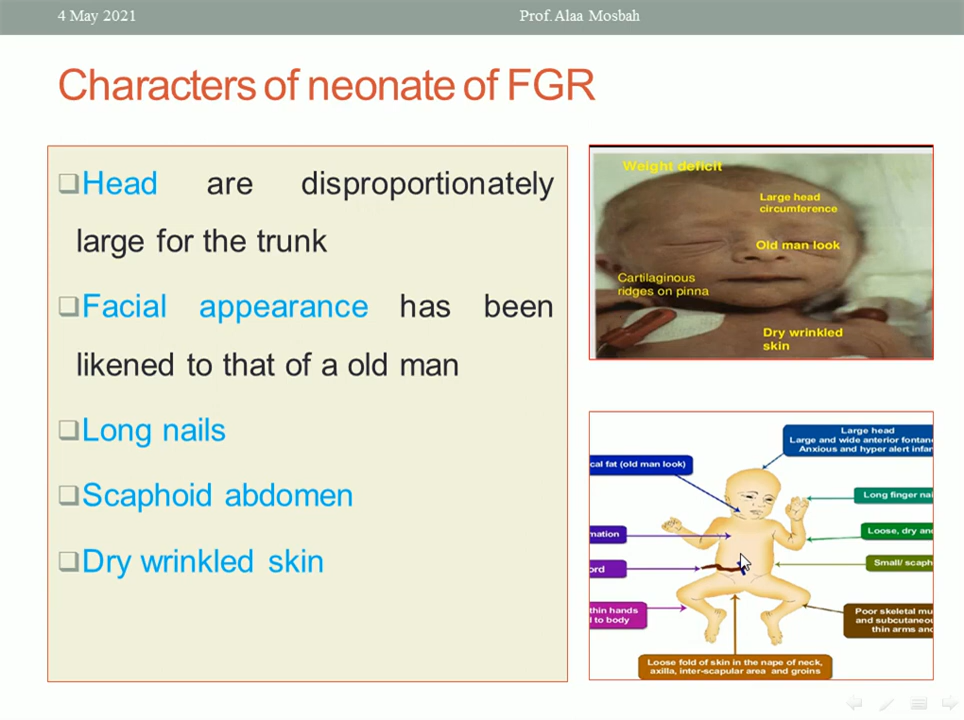 4 May 2021
Prof.Alaa Mosbah
Characters of neonate of FGR
Head are disproportionately
large for the trunk
Facial appearance has been
likened to that of a old man
Long nails
Scaphoid abdomen
Dry wrinkled skin
Weight deficit
Large head
circumference
Old man look
Cartilaginous
ridges on pinna
Dry wrinkled
skin
Large head
Large and wide anterior fontan
Anxious and hyper alert infan
cal fat (old man look)
Long finger nai
Loose, dry and
mation
ord
Small/ scaph
thin hands
l to body
Poor skeletal mu
and subcutaneou
thin arms and
Loose fold of skin in the nape of neck,
axilla, inter-scapular area and groins